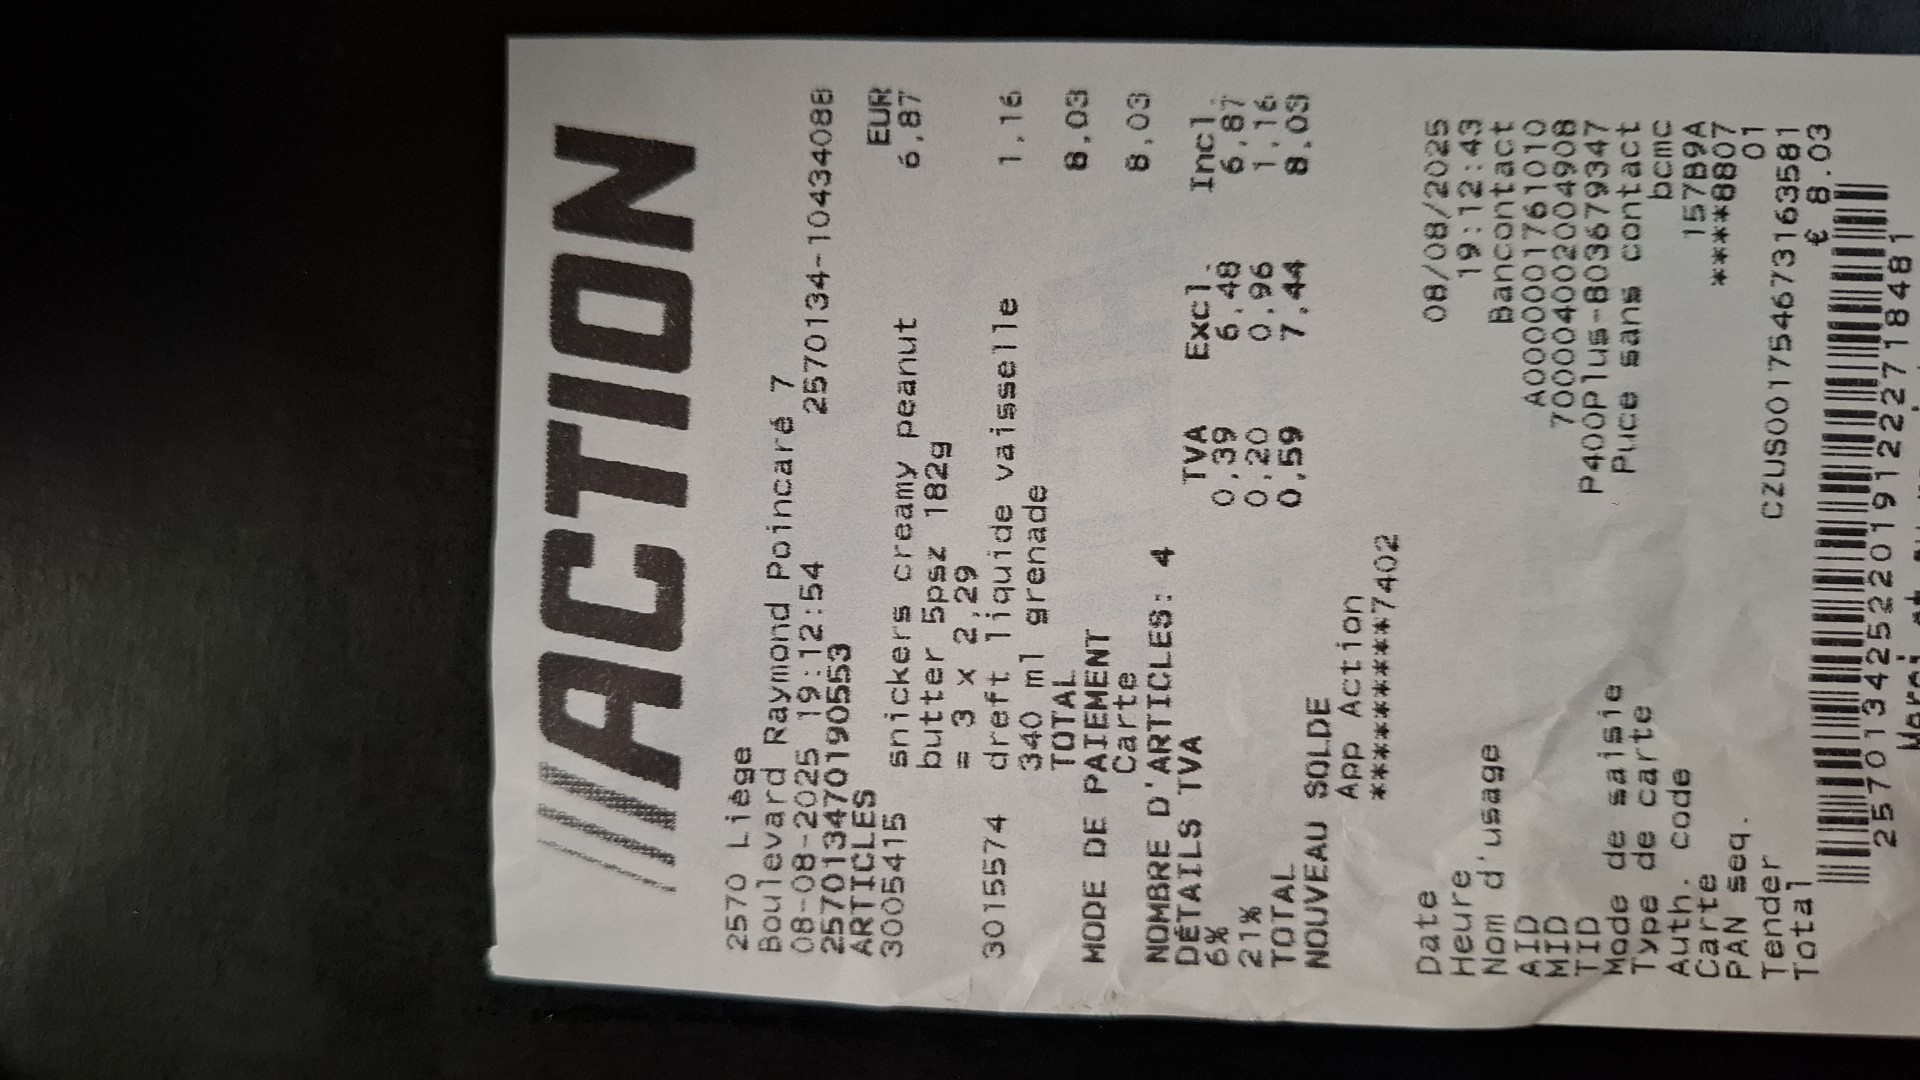 ACTION
2570 Liège
Boulevard Raymond Poincaré 7
08-08-2025 19:12:54 2570134-10434088
257013470190553
ARTICLES EUR
3005415 snickers creamy peanut 6,87
butter 5psz 182g
= 3 x 2,29
3015574 dreft liquide vaisselle 1,16
340 ml grenade
TOTAL 8,03
MODE DE PAIEMENT
Carte 8,03
NOMBRE D'ARTICLES: 4
DÉTAILS TVA TVA Excl. Incl.
6% 0,39 6,48 6,87
21% 0,20 0,96 1,16
TOTAL 0,59 7,44 8,03
NOUVEAU SOLDE
App Action
*********7402
Date 08/08/2025
Heure 19:12:43
Nom d'usage Bancontact
AID A00000001761010
MID 70004002004908
TID P400Plus-803679347
Mode de saisie Puce sans contact
Type de carte bcmc
Auth. code 157B9A
Carte ****8807
PAN seq. 01
Tender CZUS001754673163581
Total € 8.03
257013425220191222718481
Merci et